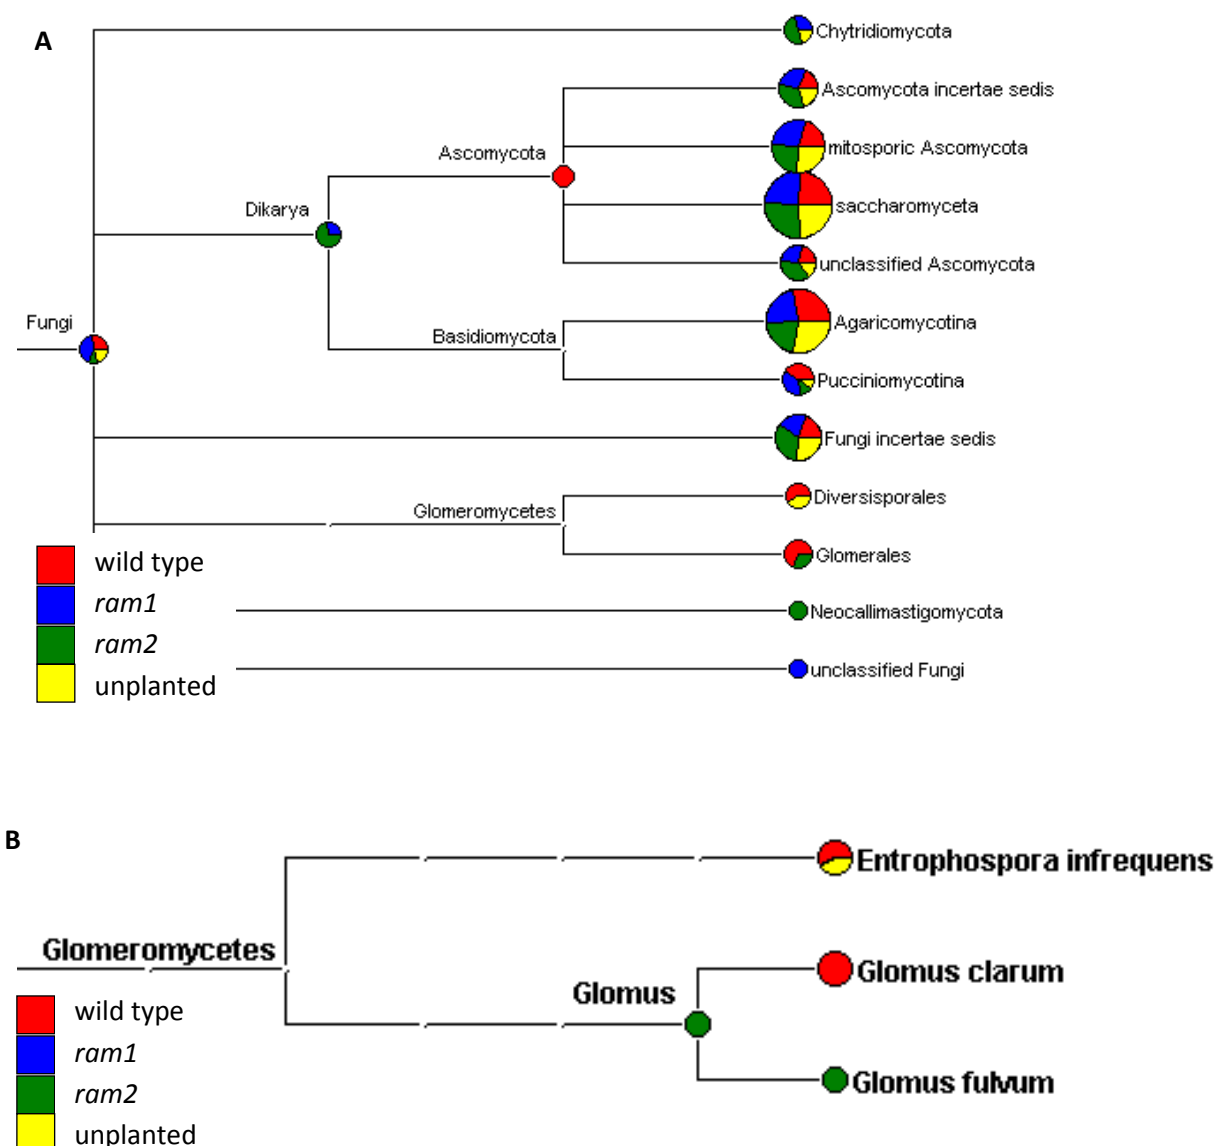 A
Chytridiomycota
Ascomycota incertae sedis
mitosporic Ascomycota
Ascomycota
saccharomyceta
Dikarya
unclassified Ascomycota
Fungi
Agaricomycotina
Basidiomycota
Pucciniomycotina
Fungi incertae sedis
Diversisporales
Glomeromycetes
Glomerales
wild type
ram1
ram2
unplanted
Neocallimastigomycota
unclassified Fungi
B
Entrophospora infrequens
Glomeromycetes
Glomus clarum
Glomus
Glomus fulvum
wild type
ram1
ram2
unplanted